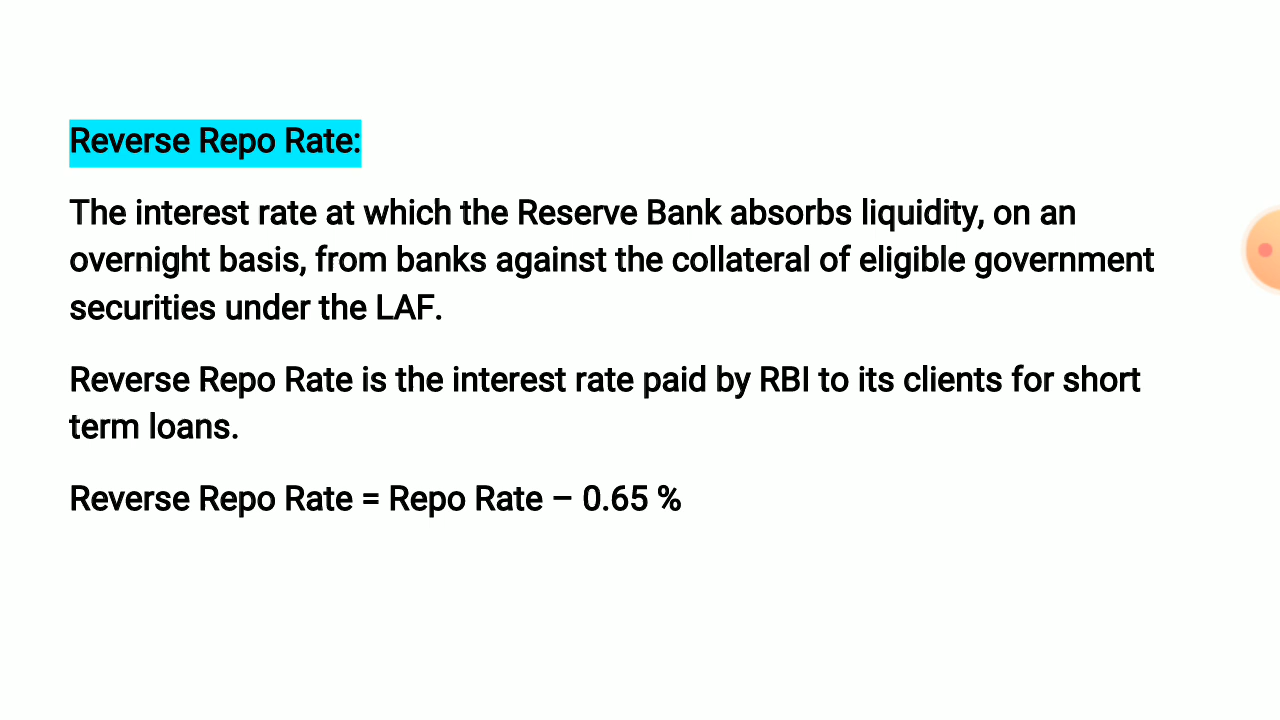 Reverse Repo Rate:
The interest rate at which the Reserve Bank absorbs liquidity, on an
overnight basis, from banks against the collateral of eligible government
securities under the LAF.
Reverse Repo Rate is the interest rate paid by RBI to its clients for short
term loans.
Reverse Repo Rate = Repo Rate – 0.65 %